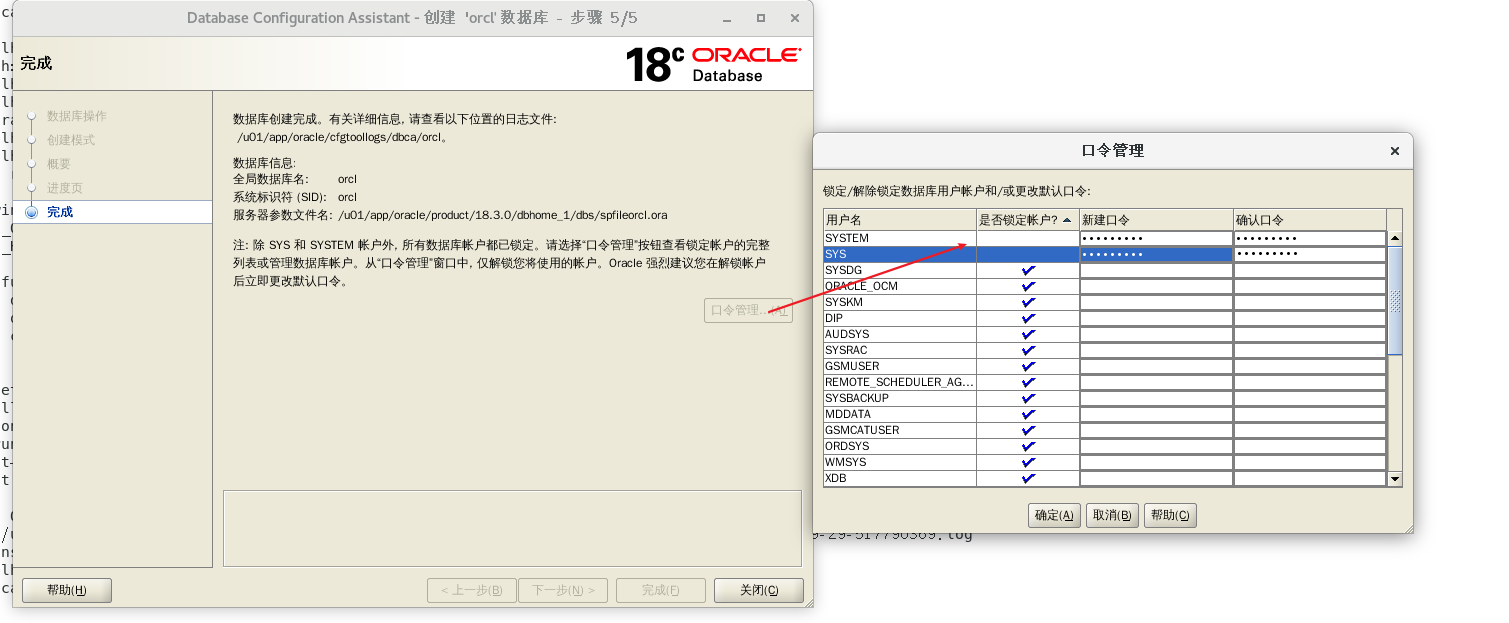 Database Configuration Assistant - 创建 'orcl' 数据库 - 步骤 5/5
完成
18c ORACLE Database
数据库操作
创建模式
概要
进度页
完成
数据库创建完成。有关详细信息, 请查看以下位置的日志文件:
/u01/app/oracle/cfgtoollogs/dbca/orcl。
数据库信息:
全局数据库名: orcl
系统标识符 (SID): orcl
服务器参数文件名: /u01/app/oracle/product/18.3.0/dbhome_1/dbs/spfileorcl.ora
注: 除 SYS 和 SYSTEM 帐户外, 所有数据库帐户都已锁定。请选择“口令管理”按钮查看锁定帐户的完整
列表或管理数据库帐户。从“口令管理”窗口中, 仅解锁您将使用的帐户。Oracle 强烈建议您在解锁帐户
后立即更改默认口令。
口令管理...(A)
帮助(H)
< 上一步(B)
下一步(N) >
完成(F)
关闭(C)
口令管理
锁定/解除锁定数据库用户帐户和/或更改默认口令:
用户名 是否锁定帐户? 新建口令 确认口令
SYSTEM ••••••••• •••••••••
SYS ••••••••• •••••••••
SYSDG
ORACLE_OCM
SYSKM
DIP
AUDSYS
SYSRAC
GSMUSER
REMOTE_SCHEDULER_AG...
SYSBACKUP
MDDATA
GSMCATUSER
ORDSYS
WMSYS
XDB
确定(A) 取消(B) 帮助(C)